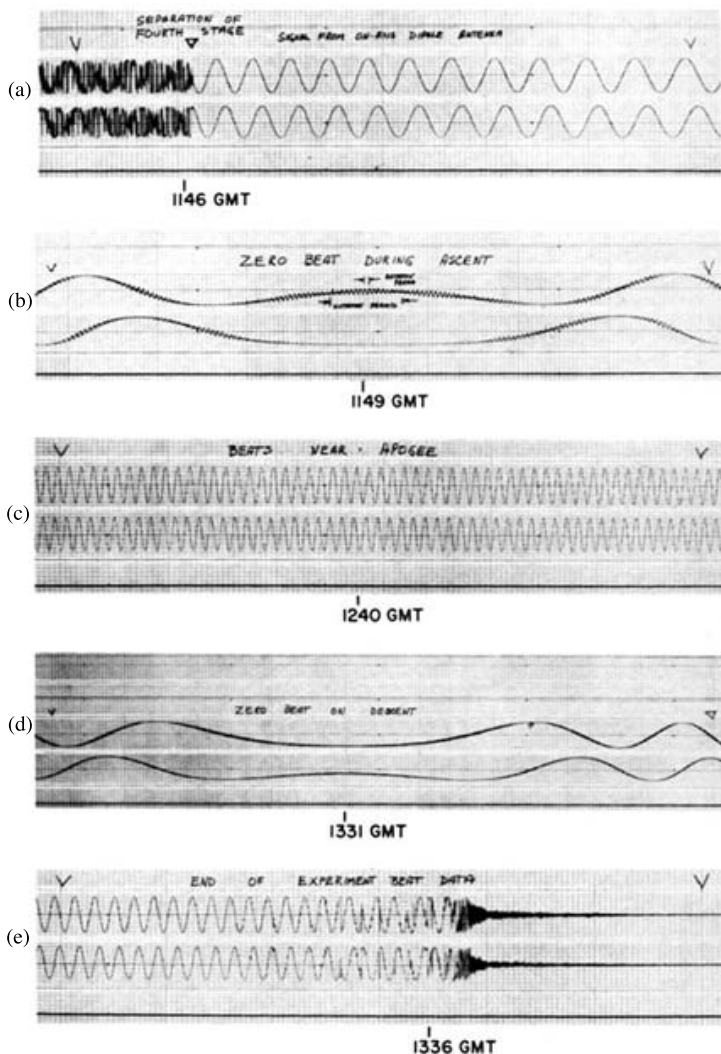 SEPARATION OF
FOURTH STAGE
SIGNAL FROM ON-AXIS DIPOLE ANTENNA
(a)
1146 GMT
ZERO BEAT DURING ASCENT
(b)
1149 GMT
BEATS NEAR APOGEE
(c)
1240 GMT
ZERO BEAT ON DESCENT
(d)
1331 GMT
END OF EXPERIMENT BEAT DATA
(e)
1336 GMT